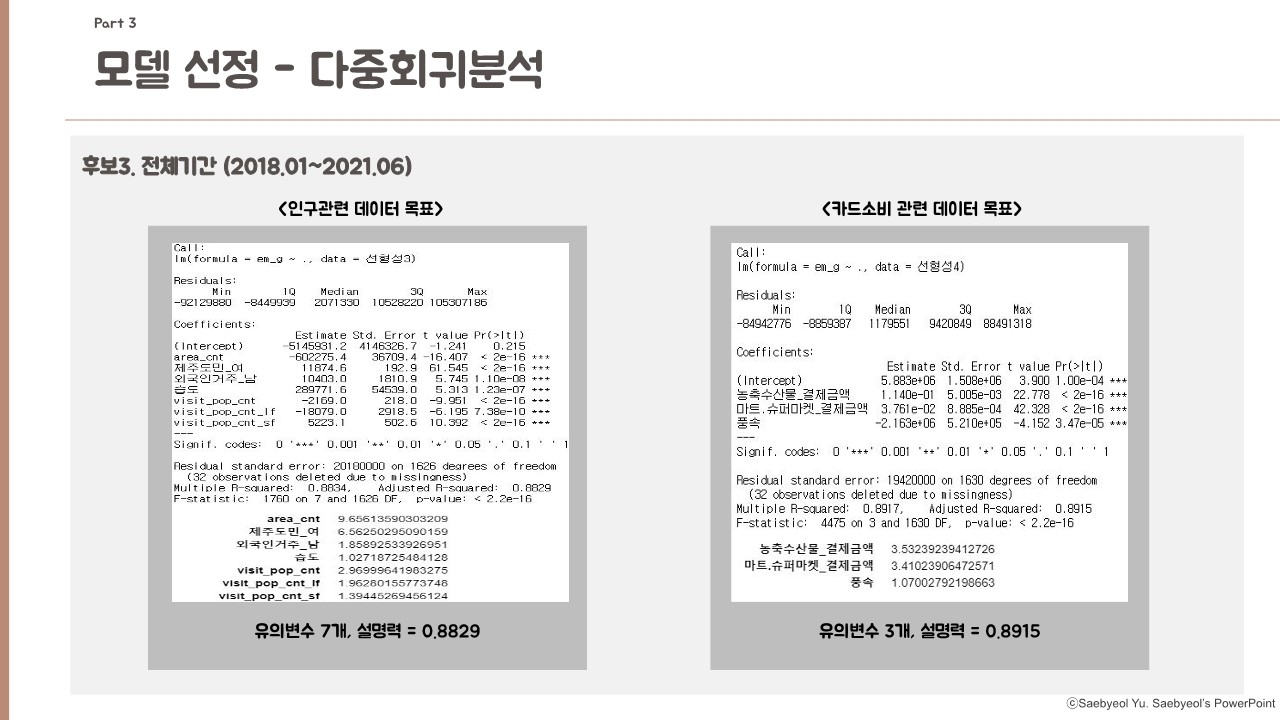 Part 3
모델 선정 - 다중회귀분석
후보3. 전체기간 (2018.01~2021.06)
<인구관련 데이터 목표>
Call:
lm(formula = em_g ~ ., data = 선형성3)
Residuals:
Min 1Q Median 3Q Max
-92129880 -8449939 2071330 10528220 105307186
Coefficients:
Estimate Std. Error t value Pr(>|t|)
(Intercept) -5145931.2 4146326.7 -1.241 0.215
area_cnt -602275.4 36709.4 -16.407 < 2e-16 ***
제주도민_여 11874.6 192.9 61.545 < 2e-16 ***
외국인거주_남 10403.0 1810.9 5.745 1.10e-08 ***
습도 289771.6 54539.0 5.313 1.23e-07 ***
visit_pop_cnt -2169.0 218.0 -9.951 < 2e-16 ***
visit_pop_cnt_lf -18079.0 2918.5 -6.195 7.38e-10 ***
visit_pop_cnt_sf 5223.1 502.6 10.392 < 2e-16 ***
---
Signif. codes: 0 '***' 0.001 '**' 0.01 '*' 0.05 '.' 0.1 ' ' 1
Residual standard error: 20180000 on 1626 degrees of freedom
(32 observations deleted due to missingness)
Multiple R-squared: 0.8834, Adjusted R-squared: 0.8829
F-statistic: 1760 on 7 and 1626 DF, p-value: < 2.2e-16
area_cnt 9.65613590303209
제주도민_여 6.56250295090159
외국인거주_남 1.85892533926951
습도 1.02718725484128
visit_pop_cnt 2.96999641983275
visit_pop_cnt_lf 1.96280155773748
visit_pop_cnt_sf 1.39445269456124
유의변수 7개, 설명력 = 0.8829
<카드소비 관련 데이터 목표>
Call:
lm(formula = em_g ~ ., data = 선형성4)
Residuals:
Min 1Q Median 3Q Max
-84942776 -8859387 1179551 9420849 88491318
Coefficients:
Estimate Std. Error t value Pr(>|t|)
(Intercept) 5.883e+06 1.508e+06 3.900 1.00e-04 ***
농축수산물_결제금액 1.140e-01 5.005e-03 22.778 < 2e-16 ***
마트.슈퍼마켓_결제금액 3.761e-02 8.885e-04 42.328 < 2e-16 ***
풍속 -2.163e+06 5.210e+05 -4.152 3.47e-05 ***
---
Signif. codes: 0 '***' 0.001 '**' 0.01 '*' 0.05 '.' 0.1 ' ' 1
Residual standard error: 19420000 on 1630 degrees of freedom
(32 observations deleted due to missingness)
Multiple R-squared: 0.8917, Adjusted R-squared: 0.8915
F-statistic: 4475 on 3 and 1630 DF, p-value: < 2.2e-16
농축수산물_결제금액 3.53239239412726
마트.슈퍼마켓_결제금액 3.41023906472571
풍속 1.07002792198663
유의변수 3개, 설명력 = 0.8915
ⓒSaebyeol Yu. Saebyeol's PowerPoint